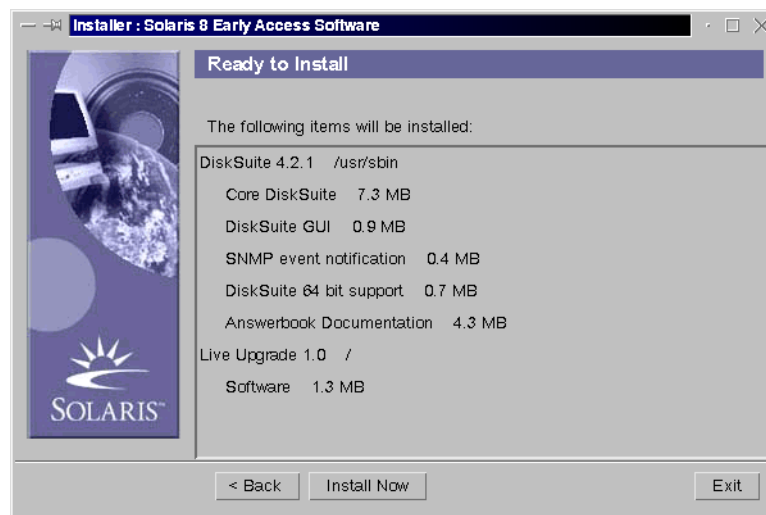 Installer : Solaris 8 Early Access Software
Ready to Install
The following items will be installed:
DiskSuite 4.2.1 /usr/sbin
Core DiskSuite 7.3 MB
DiskSuite GUI 0.9 MB
SNMP event notification 0.4 MB
DiskSuite 64 bit support 0.7 MB
Answerbook Documentation 4.3 MB
Live Upgrade 1.0 /
Software 1.3 MB
SOLARIS™
< Back Install Now Exit